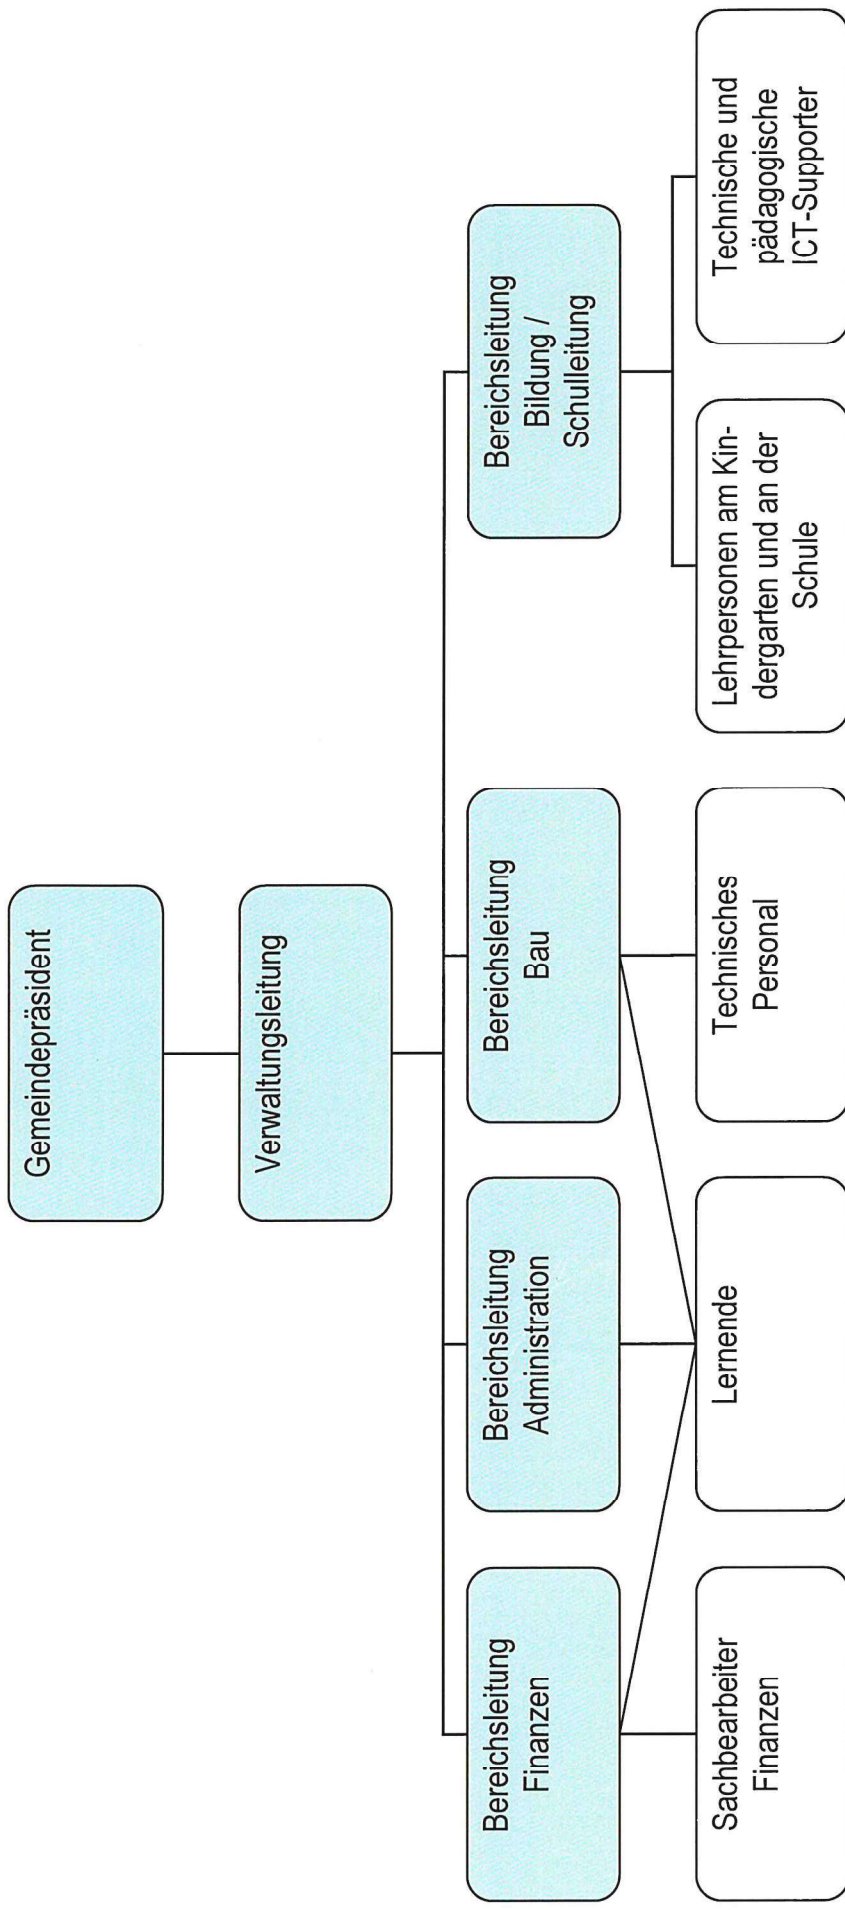 Gemeindepräsident
Verwaltungsleitung
Bereichsleitung
Finanzen
Bereichsleitung
Administration
Bereichsleitung
Bau
Bereichsleitung
Bildung /
Schulleitung
Sachbearbeiter
Finanzen
Lernende
Technisches
Personal
Lehrpersonen am Kin-
dergarten und an der
Schule
Technische und
pädagogische
ICT-Supporter